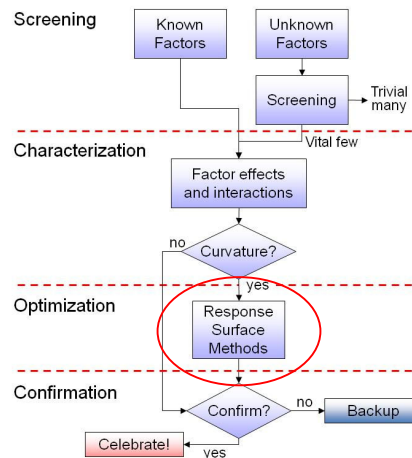 Screening
Known
Factors
Unknown
Factors
Screening
Trivial
many
Vital few
Characterization
Factor effects
and interactions
no
Curvature?
yes
Optimization
Response
Surface
Methods
Confirmation
Confirm?
no
Backup
Celebrate!
yes